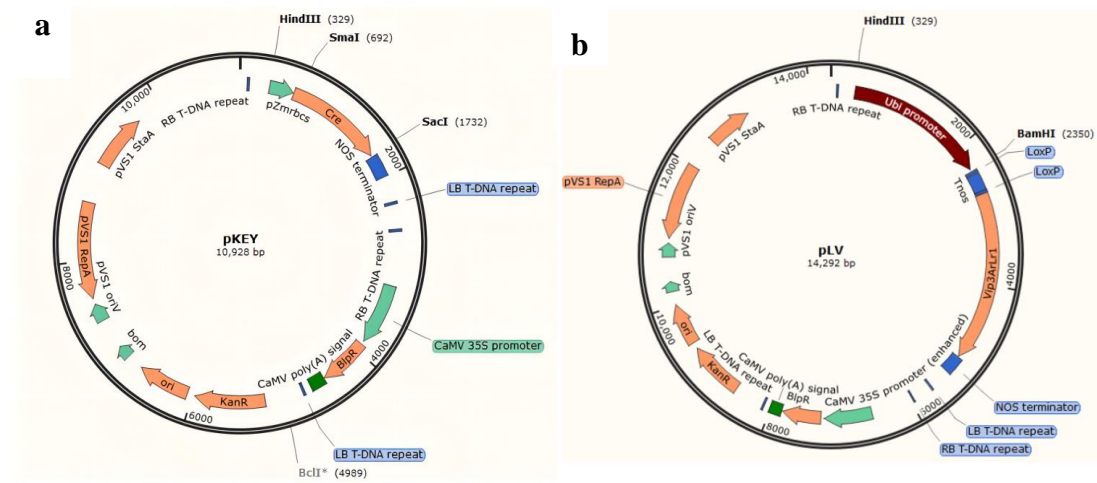 a
HindIII (329)
SmaI (692)
SacI (1732)
10,000
RB T-DNA repeat
pZmrbcs
Cre
2000
NOS terminator
LB T-DNA repeat
RB T-DNA repeat
CaMV 35S promoter
4000
BlpR
CaMV poly(A) signal
LB T-DNA repeat
BclI* (4989)
KanR
6000
ori
bom
pVS1 oriV
8000
pVS1 RepA
pVS1 StaA
pKEY
10,928 bp
b
HindIII (329)
14,000
RB T-DNA repeat
Ubi promoter
2000
BamHI (2350)
LoxP
LoxP
Tnos
Vip3ArLr1
4000
NOS terminator
LB T-DNA repeat
RB T-DNA repeat
6000
CaMV 35S promoter (enhanced)
BlpR
CaMV poly(A) signal
8000
LB T-DNA repeat
KanR
ori
10,000
bom
pVS1 oriV
pVS1 RepA
12,000
pVS1 StaA
pLV
14,292 bp